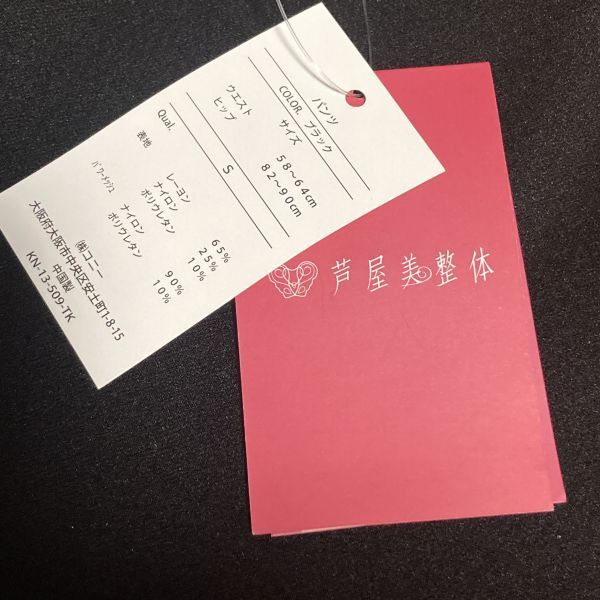 パンツ
COLOR. ブラック
サイズ S
ウエスト 58～64cm
ヒップ 82～90cm
Qual.
表地 レーヨン 65%
ナイロン 25%
ポリウレタン 10%
パワーメッシュ ナイロン 90%
ポリウレタン 10%
㈱コニー
大阪府大阪市中央区安土町1-8-15
中国製
KN-13-509-TK
芦屋美整体